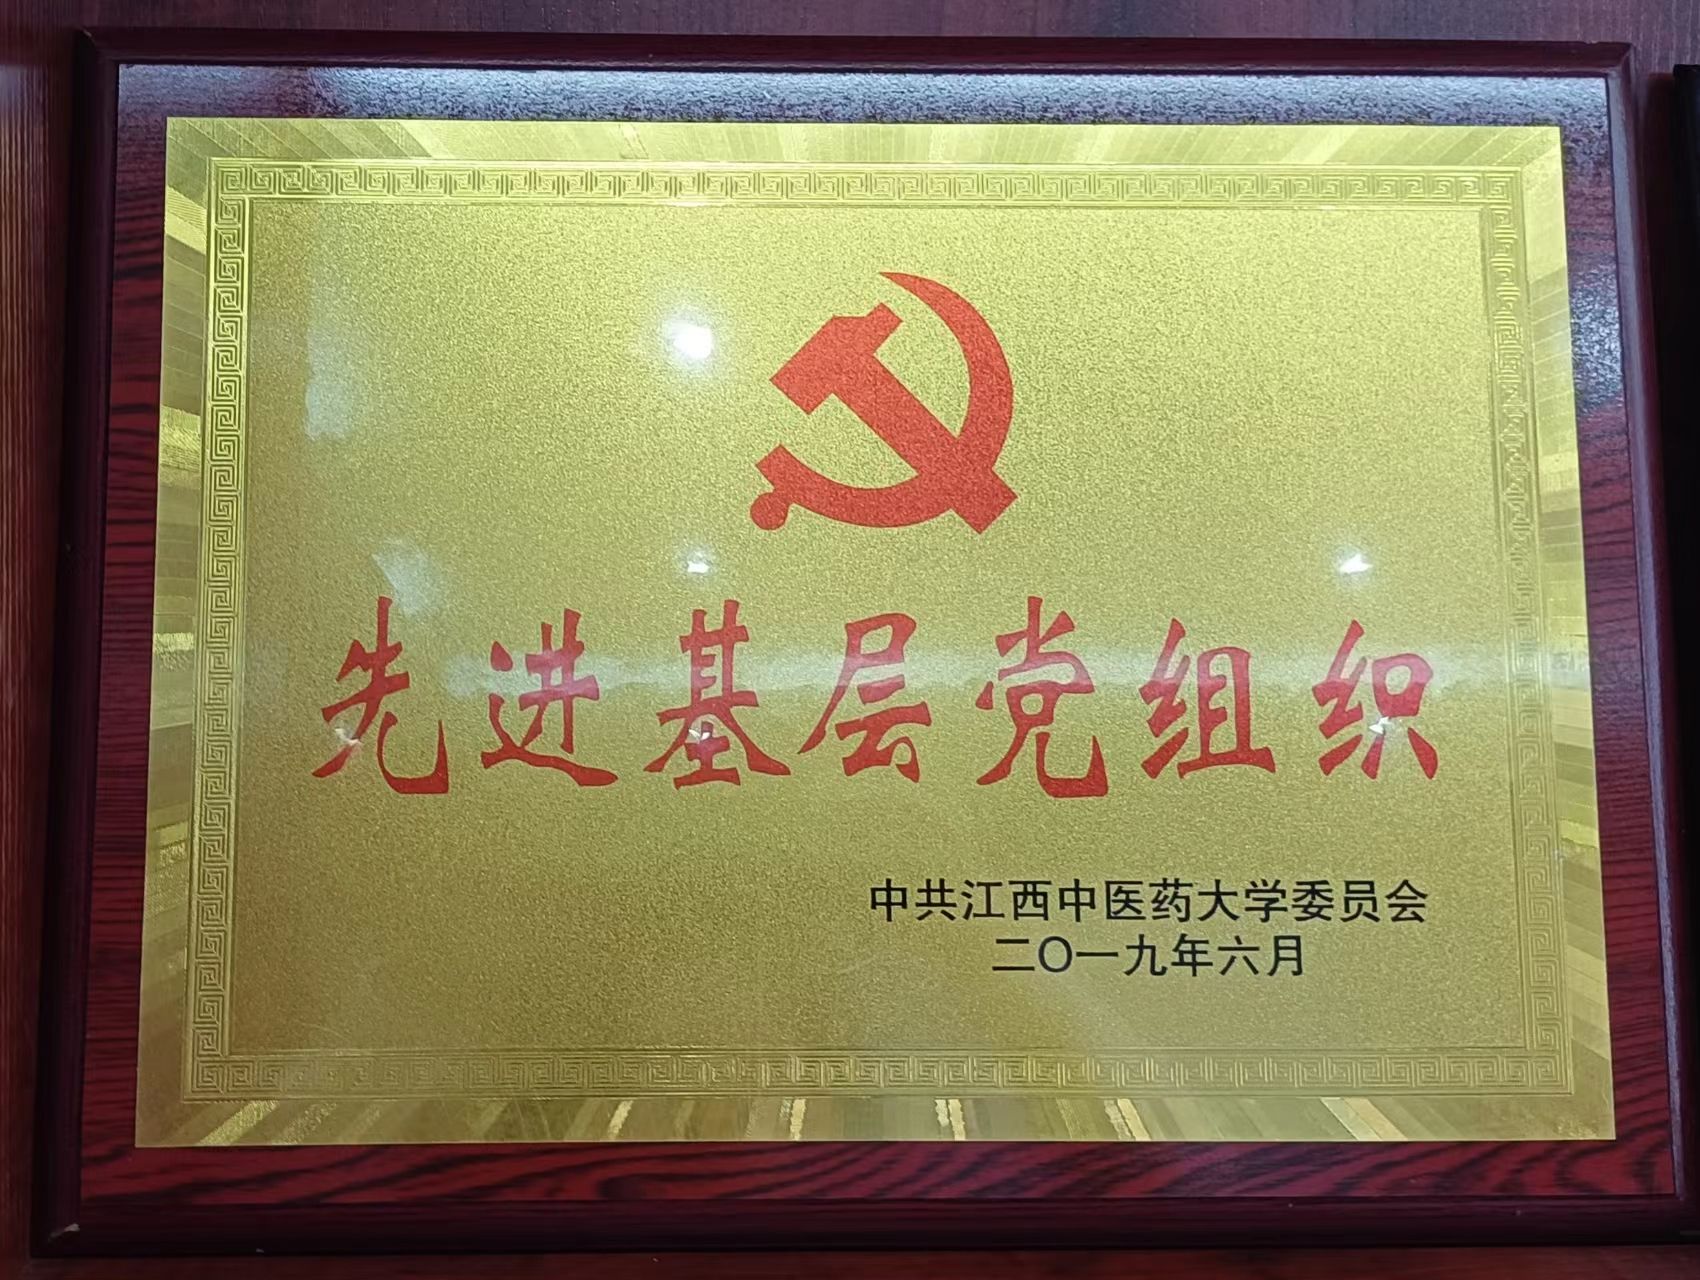 先进基层党组织
中共江西中医药大学委员会
二〇一九年六月